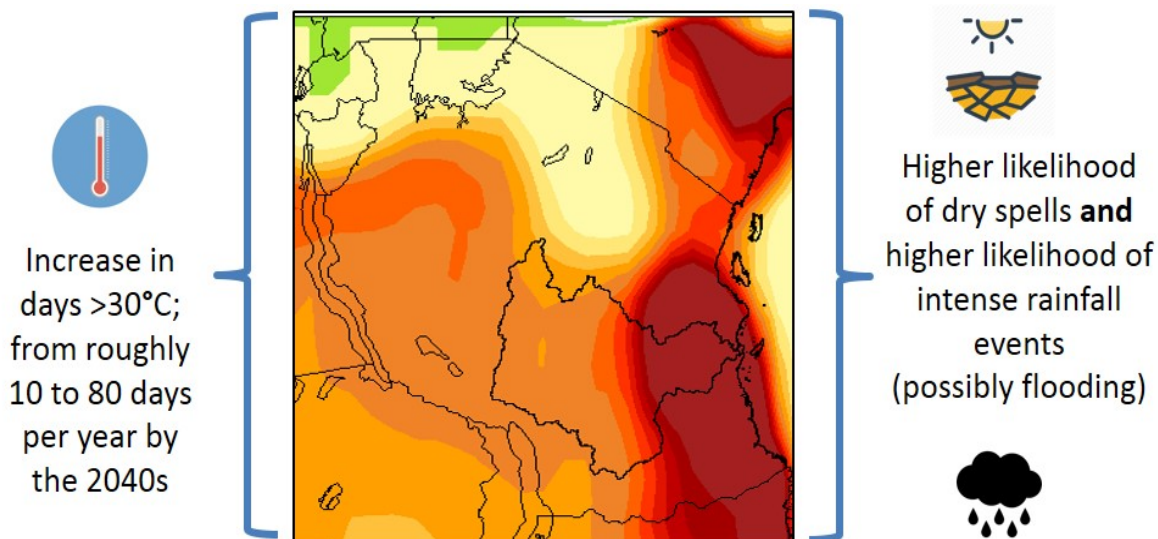 Increase in
days >30°C;
from roughly
10 to 80 days
per year by
the 2040s
Higher likelihood
of dry spells and
higher likelihood of
intense rainfall
events
(possibly flooding)